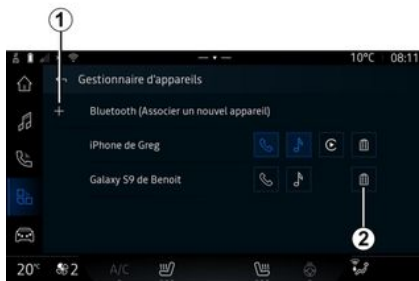 1
10°C 08:11
Gestionnaire d'appareils
Bluetooth (Associer un nouvel appareil)
iPhone de Greg
Galaxy S9 de Benoit
2
20° 2 A/C